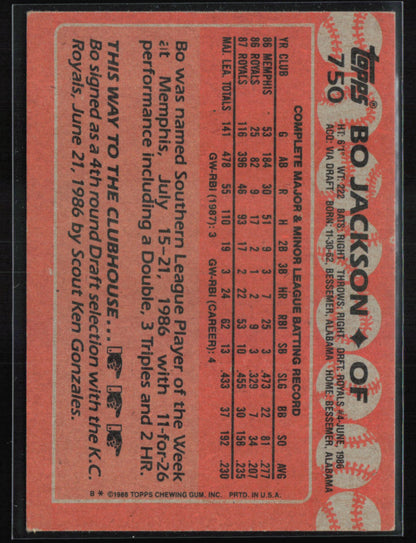 topps®
750
BO JACKSON ✦ OF
HT: 6'1" WT: 222 BATS: RIGHT THROWS: RIGHT DRAFT: ROYALS #4-JUNE, 1986
ACQ: VIA DRAFT BORN: 11-30-62, BESSEMER, ALABAMA HOME: BESSEMER, ALABAMA
COMPLETE MAJOR & MINOR LEAGUE BATTING RECORD
YR CLUB G AB R H 2B 3B HR RBI SB SLG BB SO AVG
86 MEMPHIS 53 184 30 51 9 3 7 25 3 .473 22 81 .277
86 ROYALS 25 82 9 17 2 1 2 9 3 .329 7 34 .207
87 ROYALS 116 396 46 93 17 2 22 53 10 .455 30 158 .235
MAJ. LEA. TOTALS 141 478 55 110 19 3 24 62 13 .433 37 192 .230
GW-RBI (1987): 3 GW-RBI (CAREER): 4
Bo was named Southern League Player of the Week
at Memphis, July 15-21, 1986 with 11-for-26
performance including a Double, 3 Triples and 2 HR.
THIS WAY TO THE CLUBHOUSE...
Bo signed as a 4th round Draft selection with the K.C.
Royals, June 21, 1986 by Scout Ken Gonzales.
B * ©1988 TOPPS CHEWING GUM, INC. PRTD. IN U.S.A.